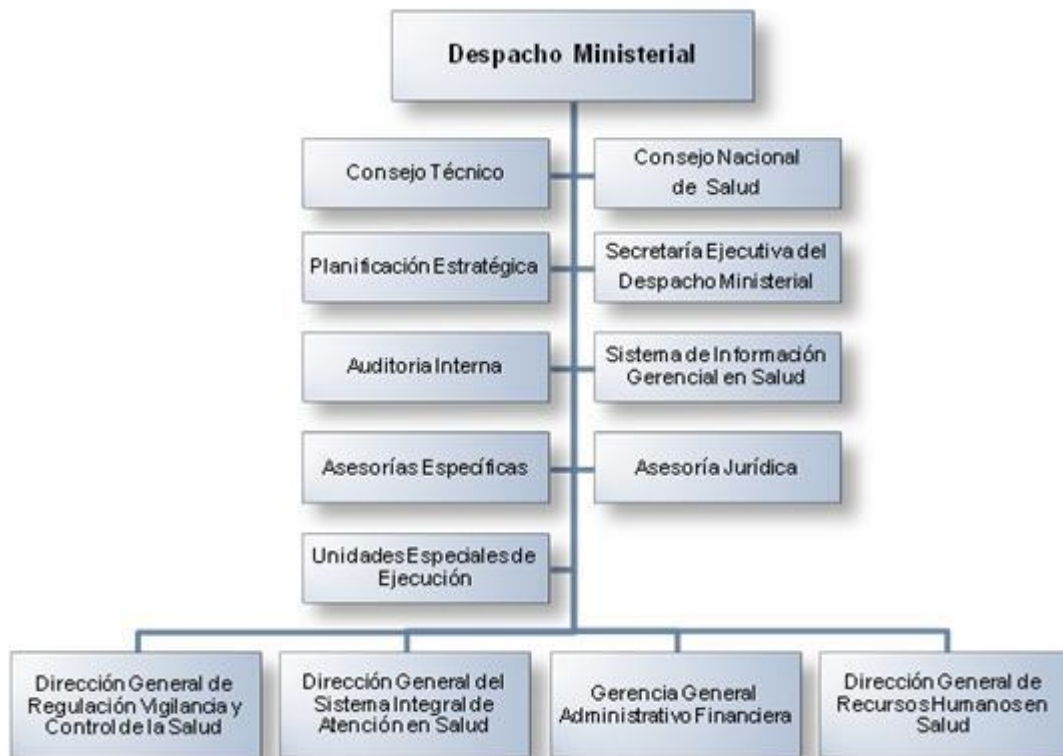 Despacho Ministerial
Consejo Técnico
Consejo Nacional
de Salud
Planificación Estratégica
Secretaría Ejecutiva del
Despacho Ministerial
Auditoria Interna
Sistema de Información
Gerencial en Salud
Asesorías Específicas
Asesoría Jurídica
Unidades Especiales de
Ejecución
Dirección General de
Regulación Vigilancia y
Control de la Salud
Dirección General del
Sistema Integral de
Atención en Salud
Gerencia General
Administrativo Financiera
Dirección General de
Recursos Humanos en
Salud